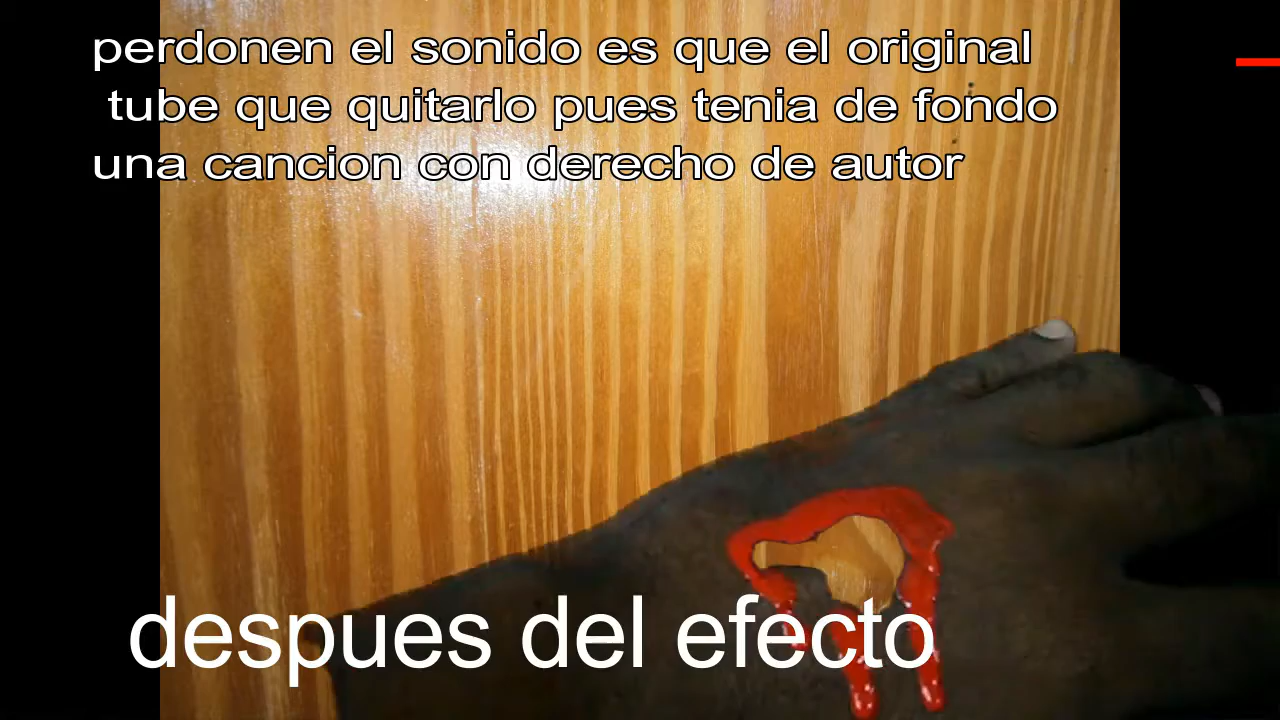 perdonen el sonido es que el original
tube que quitarlo pues tenia de fondo
una cancion con derecho de autor
despues del efecto